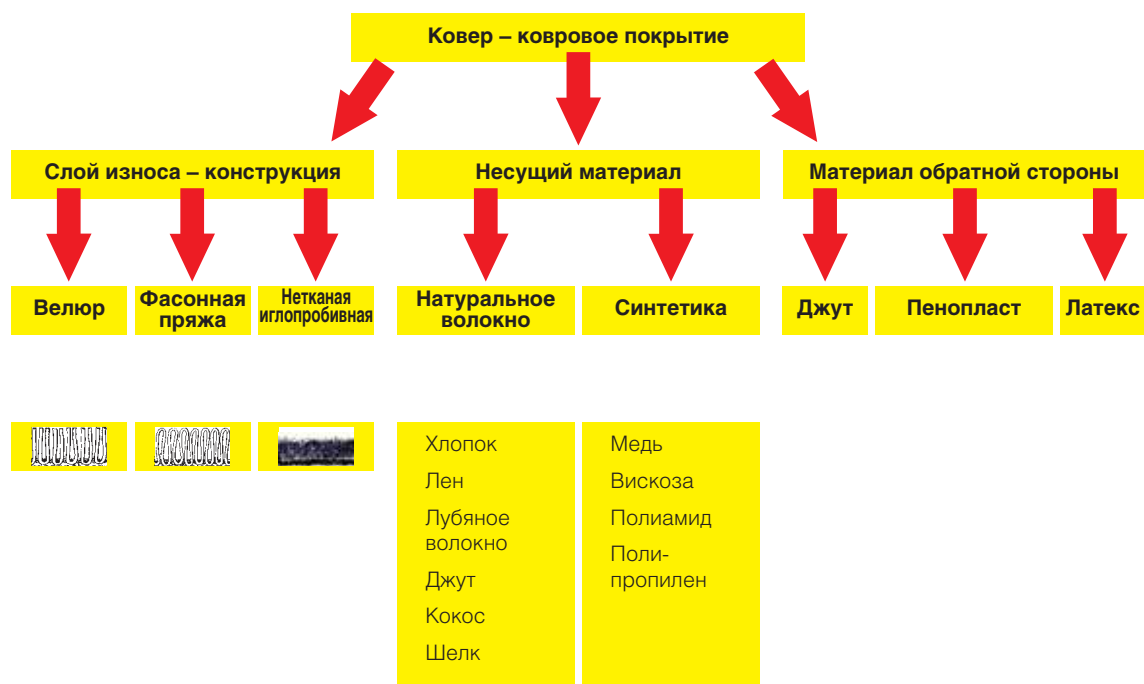 Ковер – ковровое покрытие
Слой износа – конструкция
Несущий материал
Материал обратной стороны
Велюр
Фасонная
пряжа
Нетканая
иглопробивная
Натуральное
волокно
Синтетика
Джут
Пенопласт
Латекс
Хлопок
Лен
Лубяное
волокно
Джут
Кокос
Шелк
Медь
Вискоза
Полиамид
Поли-
пропилен